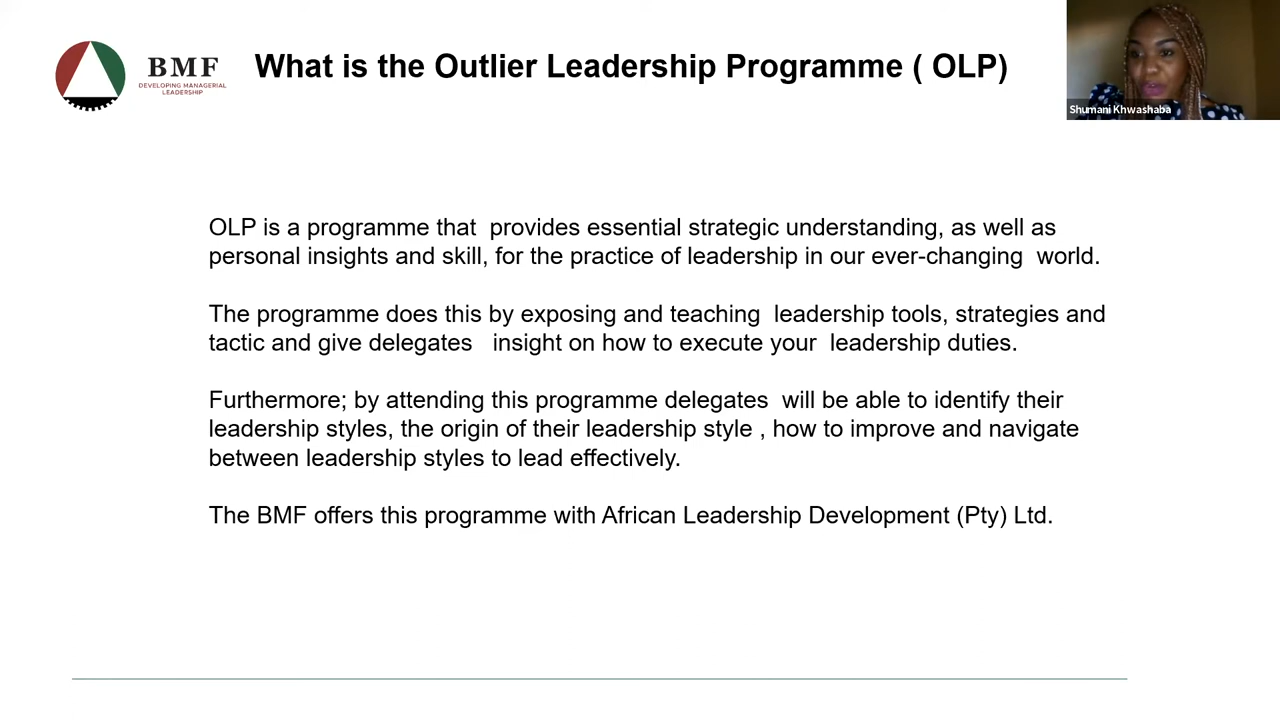 BMF
DEVELOPING MANAGERIAL
LEADERSHIP
What is the Outlier Leadership Programme ( OLP)
Shumani Khwashaba
OLP is a programme that  provides essential strategic understanding, as well as
personal insights and skill, for the practice of leadership in our ever-changing  world.
The programme does this by exposing and teaching  leadership tools, strategies and
tactic and give delegates   insight on how to execute your  leadership duties.
Furthermore; by attending this programme delegates  will be able to identify their
leadership styles, the origin of their leadership style , how to improve and navigate
between leadership styles to lead effectively.
The BMF offers this programme with African Leadership Development (Pty) Ltd.